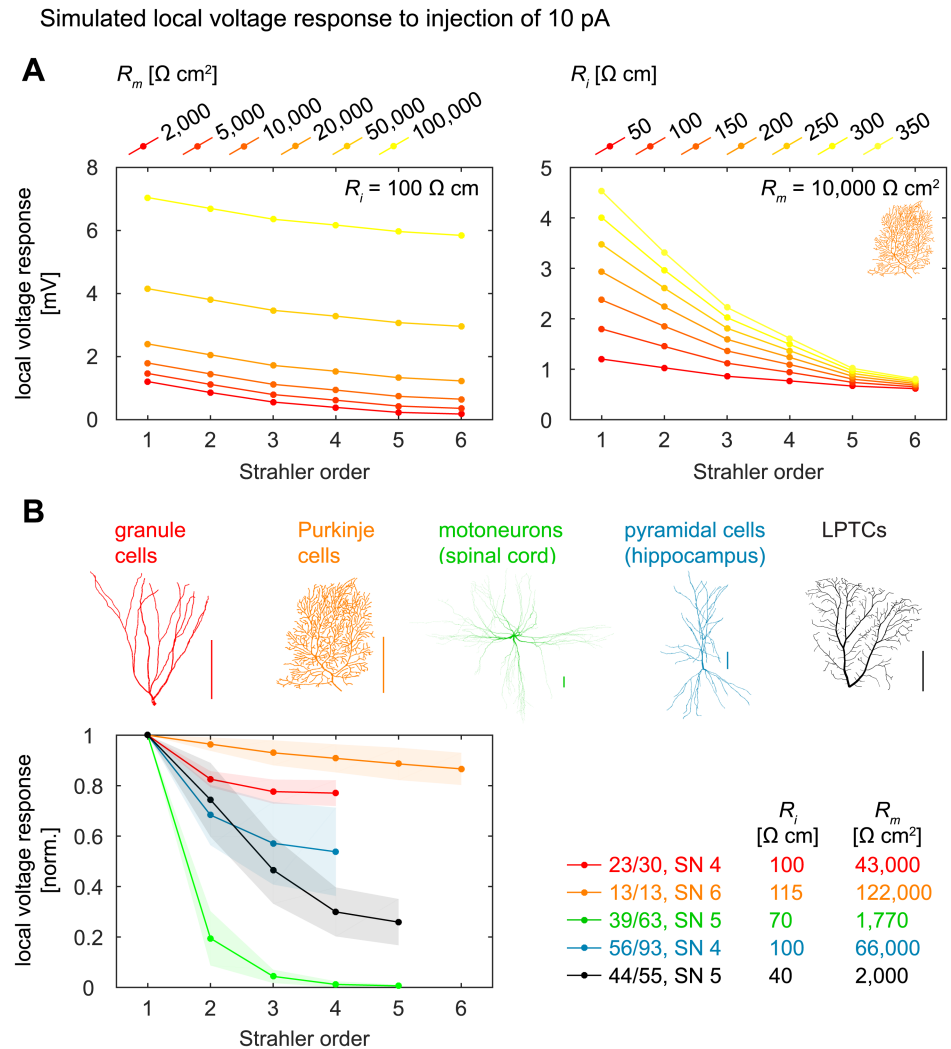 Simulated local voltage response to injection of 10 pA
A
Rm [Ω cm²]
2,000 5,000 10,000 20,000 50,000 100,000
Ri = 100 Ω cm
local voltage response
[mV]
8
6
4
2
0
1 2 3 4 5 6
Strahler order
Ri [Ω cm]
50 100 150 200 250 300 350
Rm = 10,000 Ω cm²
5
4
3
2
1
0
1 2 3 4 5 6
Strahler order
B
granule
cells
Purkinje
cells
motoneurons
(spinal cord)
pyramidal cells
(hippocampus)
LPTCs
local voltage response
[norm.]
1
0.8
0.6
0.4
0.2
0
1 2 3 4 5 6
Strahler order
Ri Rm
[Ω cm] [Ω cm²]
23/30, SN 4 100 43,000
13/13, SN 6 115 122,000
39/63, SN 5 70 1,770
56/93, SN 4 100 66,000
44/55, SN 5 40 2,000